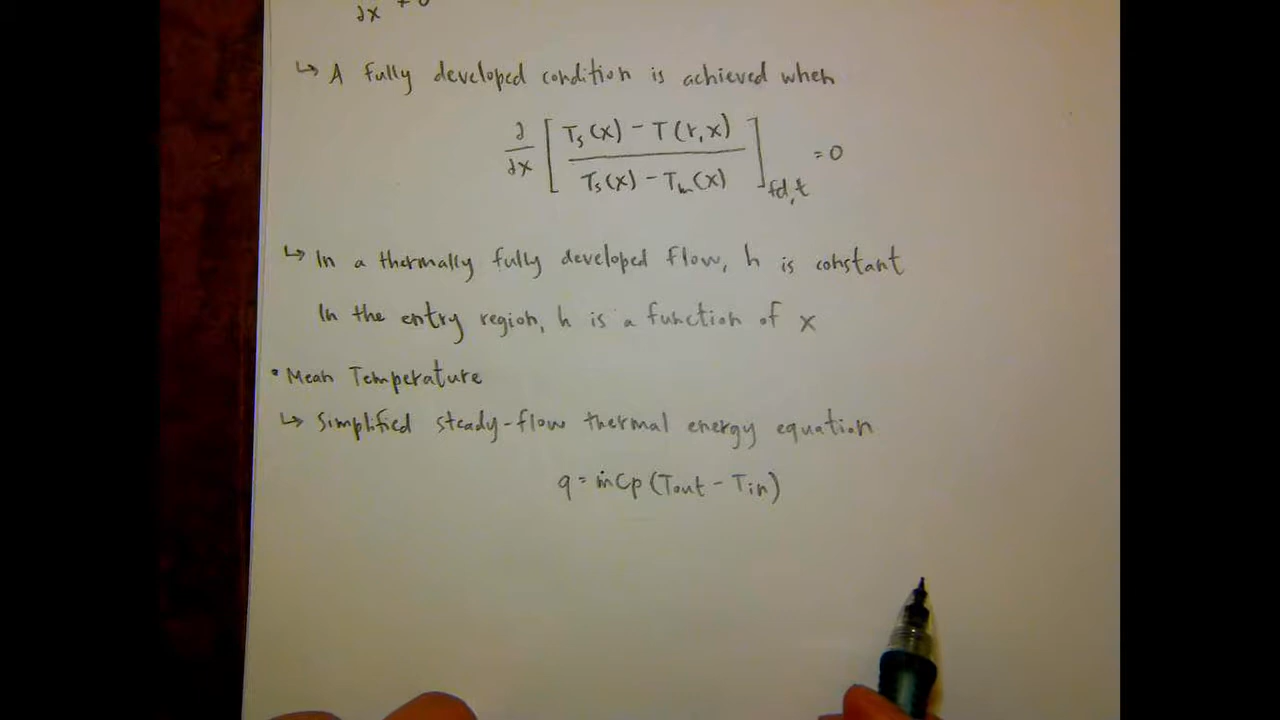 ∂x ≠ 0
↳ A fully developed condition is achieved when
∂/∂x [ (Ts(x) - T(r,x)) / (Ts(x) - Tm(x)) ]fd,t = 0
↳ In a thermally fully developed flow, h is constant
In the entry region, h is a function of x
• Mean Temperature
↳ Simplified steady-flow thermal energy equation
q = ṁCp (Tout - Tin)